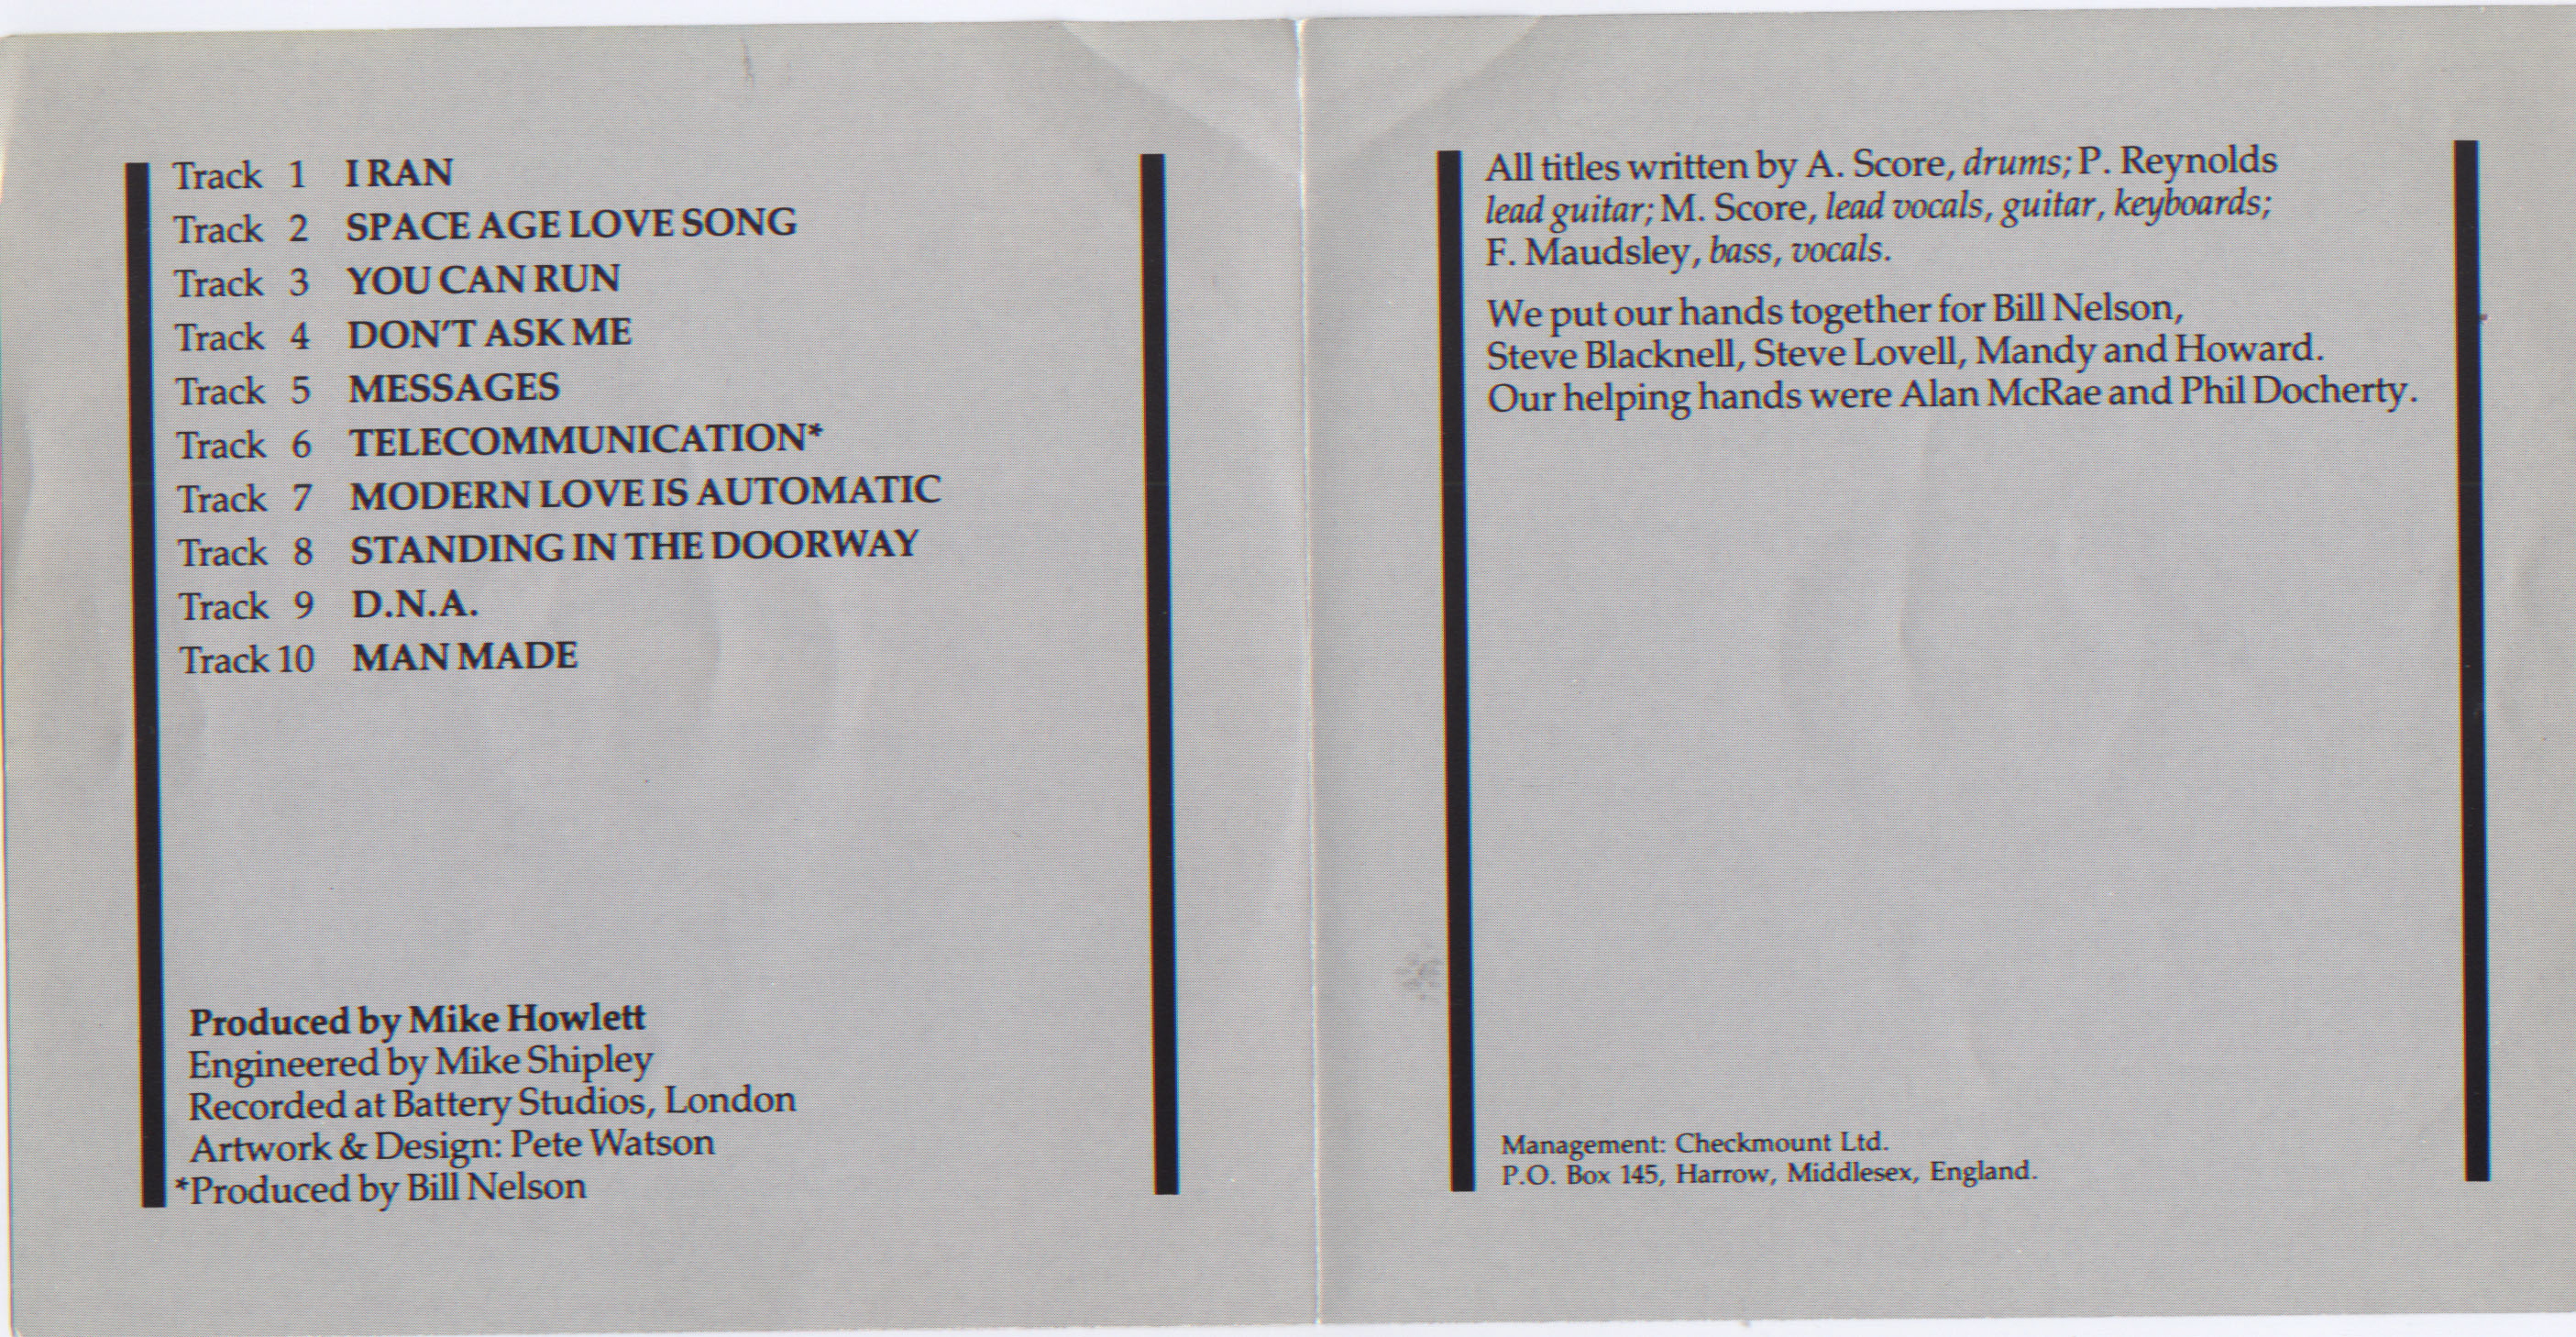 Track 1 I RAN
Track 2 SPACE AGE LOVE SONG
Track 3 YOU CAN RUN
Track 4 DON'T ASK ME
Track 5 MESSAGES
Track 6 TELECOMMUNICATION*
Track 7 MODERN LOVE IS AUTOMATIC
Track 8 STANDING IN THE DOORWAY
Track 9 D.N.A.
Track 10 MAN MADE
Produced by Mike Howlett
Engineered by Mike Shipley
Recorded at Battery Studios, London
Artwork & Design: Pete Watson
*Produced by Bill Nelson
All titles written by A. Score, drums; P. Reynolds
lead guitar; M. Score, lead vocals, guitar, keyboards;
F. Maudsley, bass, vocals.
We put our hands together for Bill Nelson,
Steve Blacknell, Steve Lovell, Mandy and Howard.
Our helping hands were Alan McRae and Phil Docherty.
Management: Checkmount Ltd.
P.O. Box 145, Harrow, Middlesex, England.